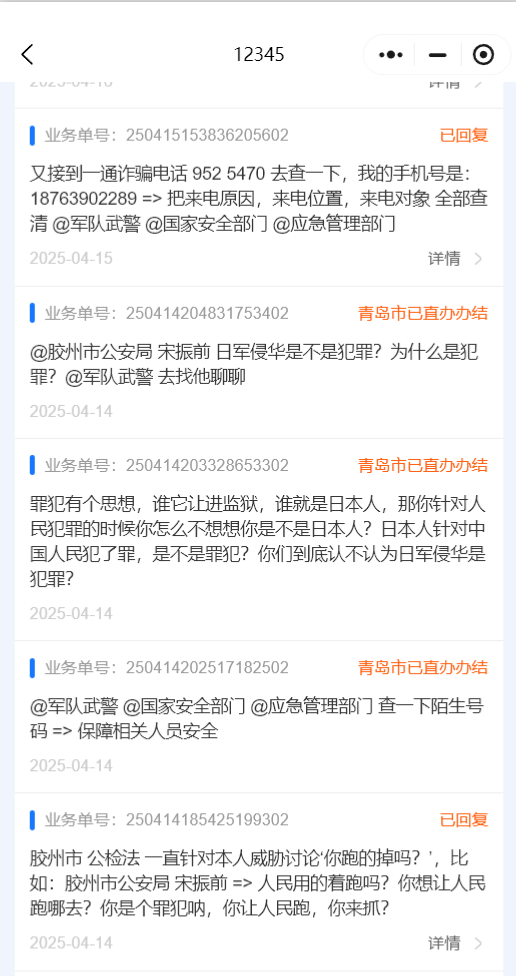 12345
2025-04-16
详情
业务单号：250415153836205602
已回复
又接到一通诈骗电话 952 5470 去查一下，我的手机号是：
18763902289 => 把来电原因，来电位置，来电对象 全部查
清 @军队武警 @国家安全部门 @应急管理部门
2025-04-15
详情
业务单号：250414204831753402
青岛市已直办办结
@胶州市公安局 宋振前 日军侵华是不是犯罪？为什么是犯
罪？@军队武警 去找他聊聊
2025-04-14
业务单号：250414203328653302
青岛市已直办办结
罪犯有个思想，谁它让进监狱，谁就是日本人，那你针对人
民犯罪的时候你怎么不想想你是不是日本人？日本人针对中
国人民犯了罪，是不是罪犯？你们到底认不认为日军侵华是
犯罪？
2025-04-14
业务单号：250414202517182502
青岛市已直办办结
@军队武警 @国家安全部门 @应急管理部门 查一下陌生号
码 => 保障相关人员安全
2025-04-14
业务单号：250414185425199302
已回复
胶州市 公检法 一直针对本人威胁讨论'你跑的掉吗？'，比
如：胶州市公安局 宋振前 => 人民用的着跑吗？你想让人民
跑哪去？你是个罪犯呐，你让人民跑，你来抓？
2025-04-14
详情